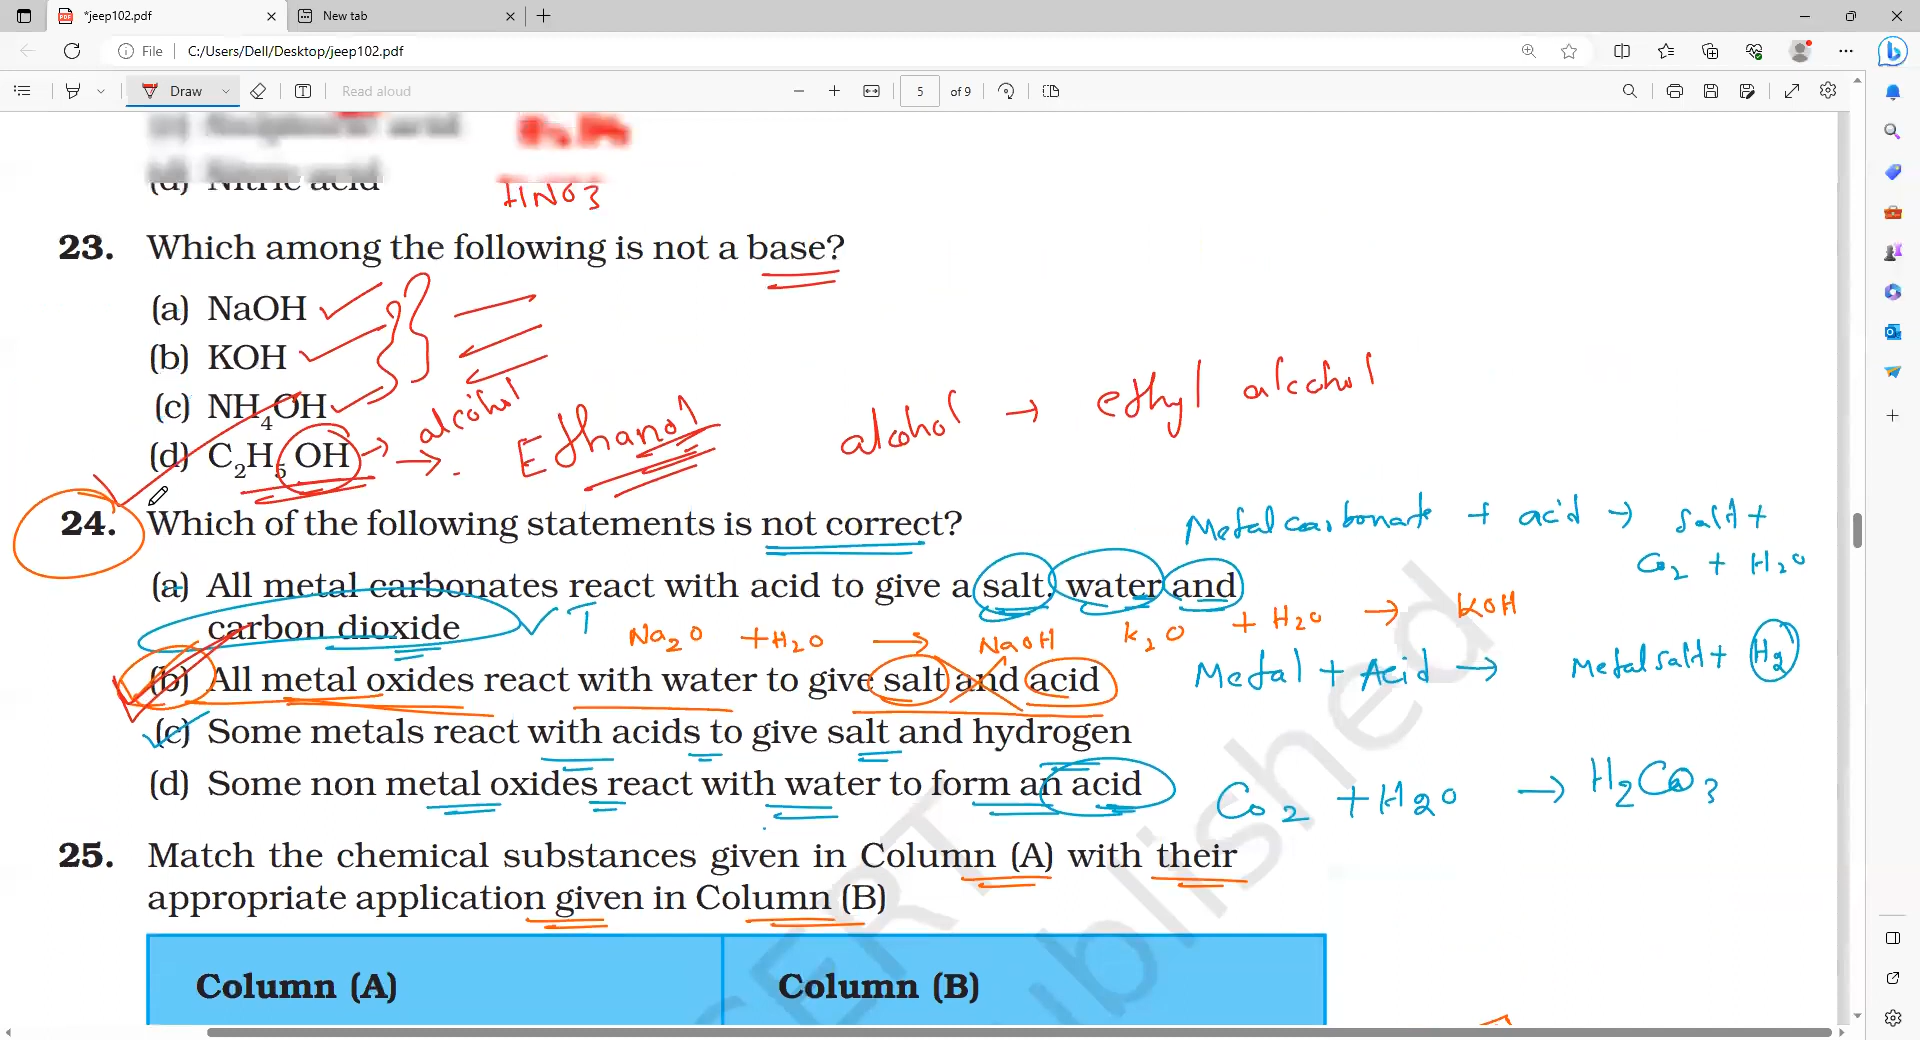 *jeep102.pdf
New tab
File
C:/Users/Dell/Desktop/jeep102.pdf
Draw
Read aloud
5
of 9
(d) Nitric acid
HNO3
23. Which among the following is not a base?
(a) NaOH
(b) KOH
(c) NH4OH
(d) C2H5 OH
alcohol
Ethanol
alcohol → ethyl alcohol
24. Which of the following statements is not correct?
Metal carbonate + acid → salt +
CO2 + H2O
(a) All metal carbonates react with acid to give a salt, water and
carbon dioxide
T
Na2O + H2O → NaOH
K2O + H2O → KOH
(b) All metal oxides react with water to give salt and acid
Metal + Acid → Metal salt + H2
(c) Some metals react with acids to give salt and hydrogen
(d) Some non metal oxides react with water to form an acid
CO2 + H2O → H2CO3
25. Match the chemical substances given in Column (A) with their
appropriate application given in Column (B)
Column (A)
Column (B)